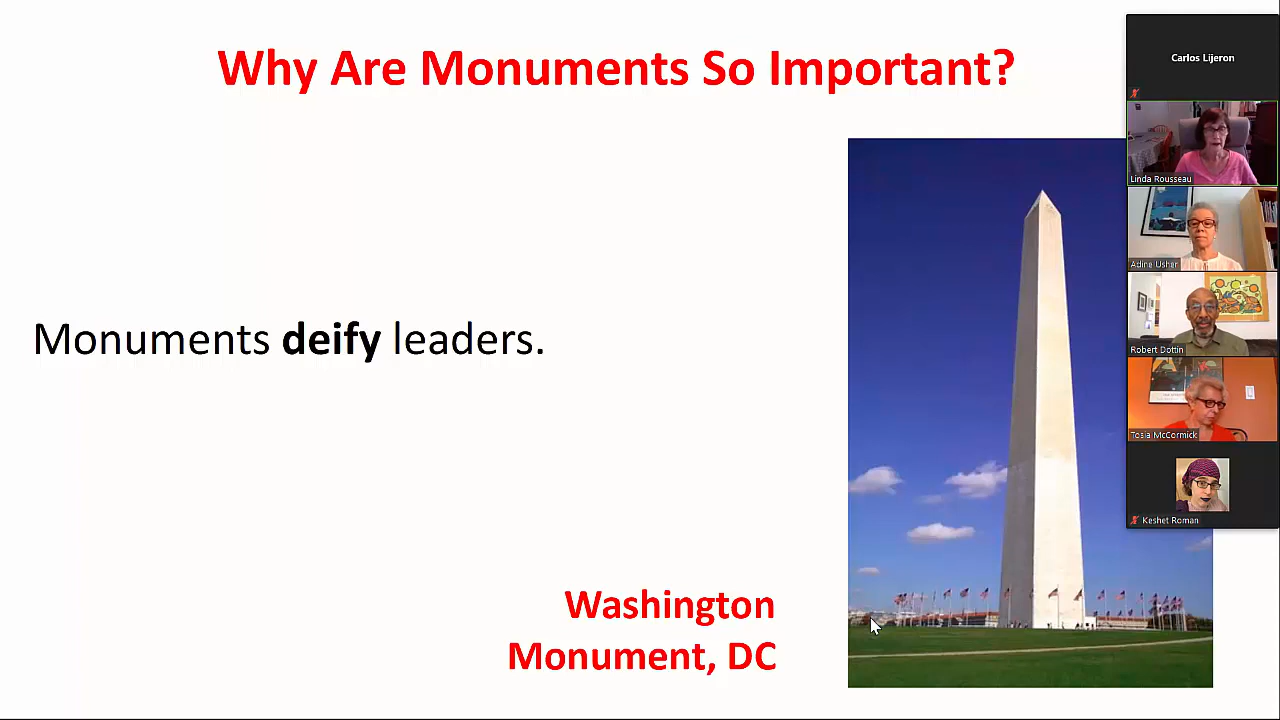 Why Are Monuments So Important?
Monuments deify leaders.
Washington
Monument, DC
Carlos Lijeron
Linda Rousseau
Adine Usher
Robert Dottin
Tosia McCormick
Keshet Roman